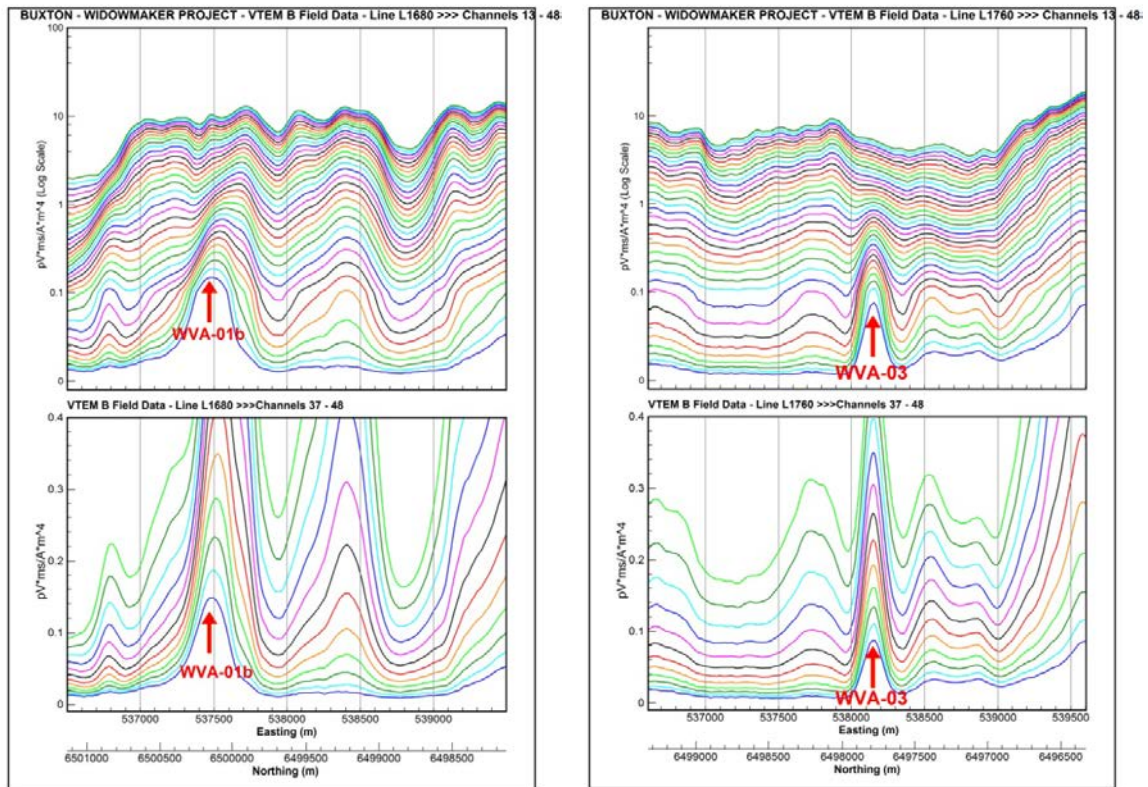 BUXTON - WIDOWMAKER PROJECT - VTEM B Field Data - Line L1680 >>> Channels 13 - 48
100
10
1
0.1
0
pV*ms/A*m^4 (Log Scale)
WVA-01b
VTEM B Field Data - Line L1680 >>>Channels 37 - 48
0.4
0.3
0.2
0.1
0
pV*ms/A*m^4
WVA-01b
537000 537500 538000 538500 539000
Easting (m)
6501000 6500500 6500000 6499500 6499000 6498500
Northing (m)
BUXTON - WIDOWMAKER PROJECT - VTEM B Field Data - Line L1760 >>> Channels 13 - 48
10
1
0.1
0
pV*ms/A*m^4 (Log Scale)
WVA-03
VTEM B Field Data - Line L1760 >>>Channels 37 - 48
0.4
0.3
0.2
0.1
0
pV*ms/A*m^4
WVA-03
537000 537500 538000 538500 539000 539500
Easting (m)
6499000 6498500 6498000 6497500 6497000 6496500
Northing (m)